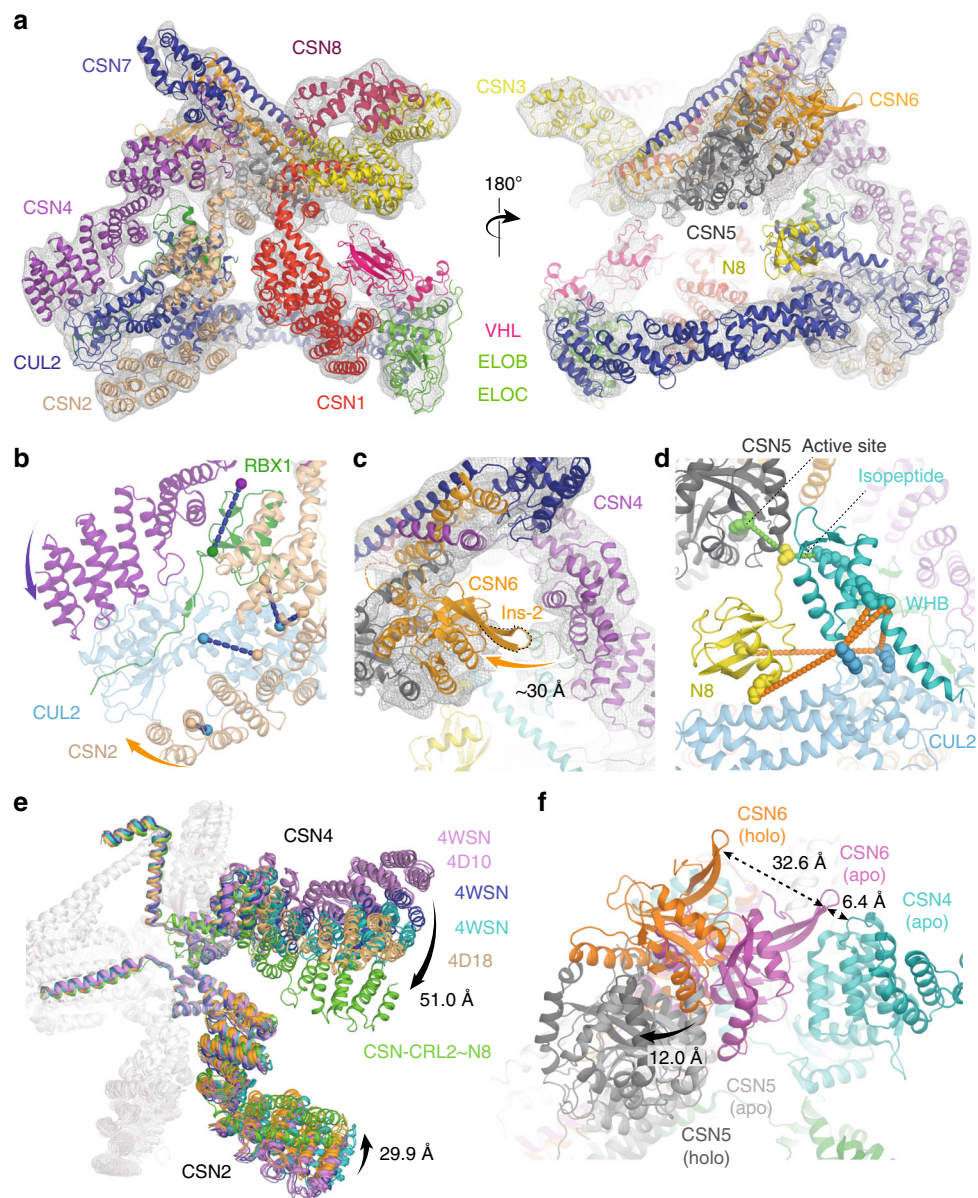 a
CSN7
CSN8
CSN3
CSN6
CSN4
180°
CSN5
N8
VHL
CUL2
ELOB
CSN2
CSN1
ELOC
b
RBX1
CUL2
CSN2
c
CSN4
CSN6
Ins-2
~30 Å
d
CSN5
Active site
Isopeptide
WHB
N8
CUL2
e
CSN4
4WSN
4D10
4WSN
4WSN
4D18
51.0 Å
CSN-CRL2~N8
CSN2
29.9 Å
f
CSN6
(holo)
32.6 Å
CSN6
(apo)
6.4 Å
CSN4
(apo)
12.0 Å
CSN5
(apo)
CSN5
(holo)